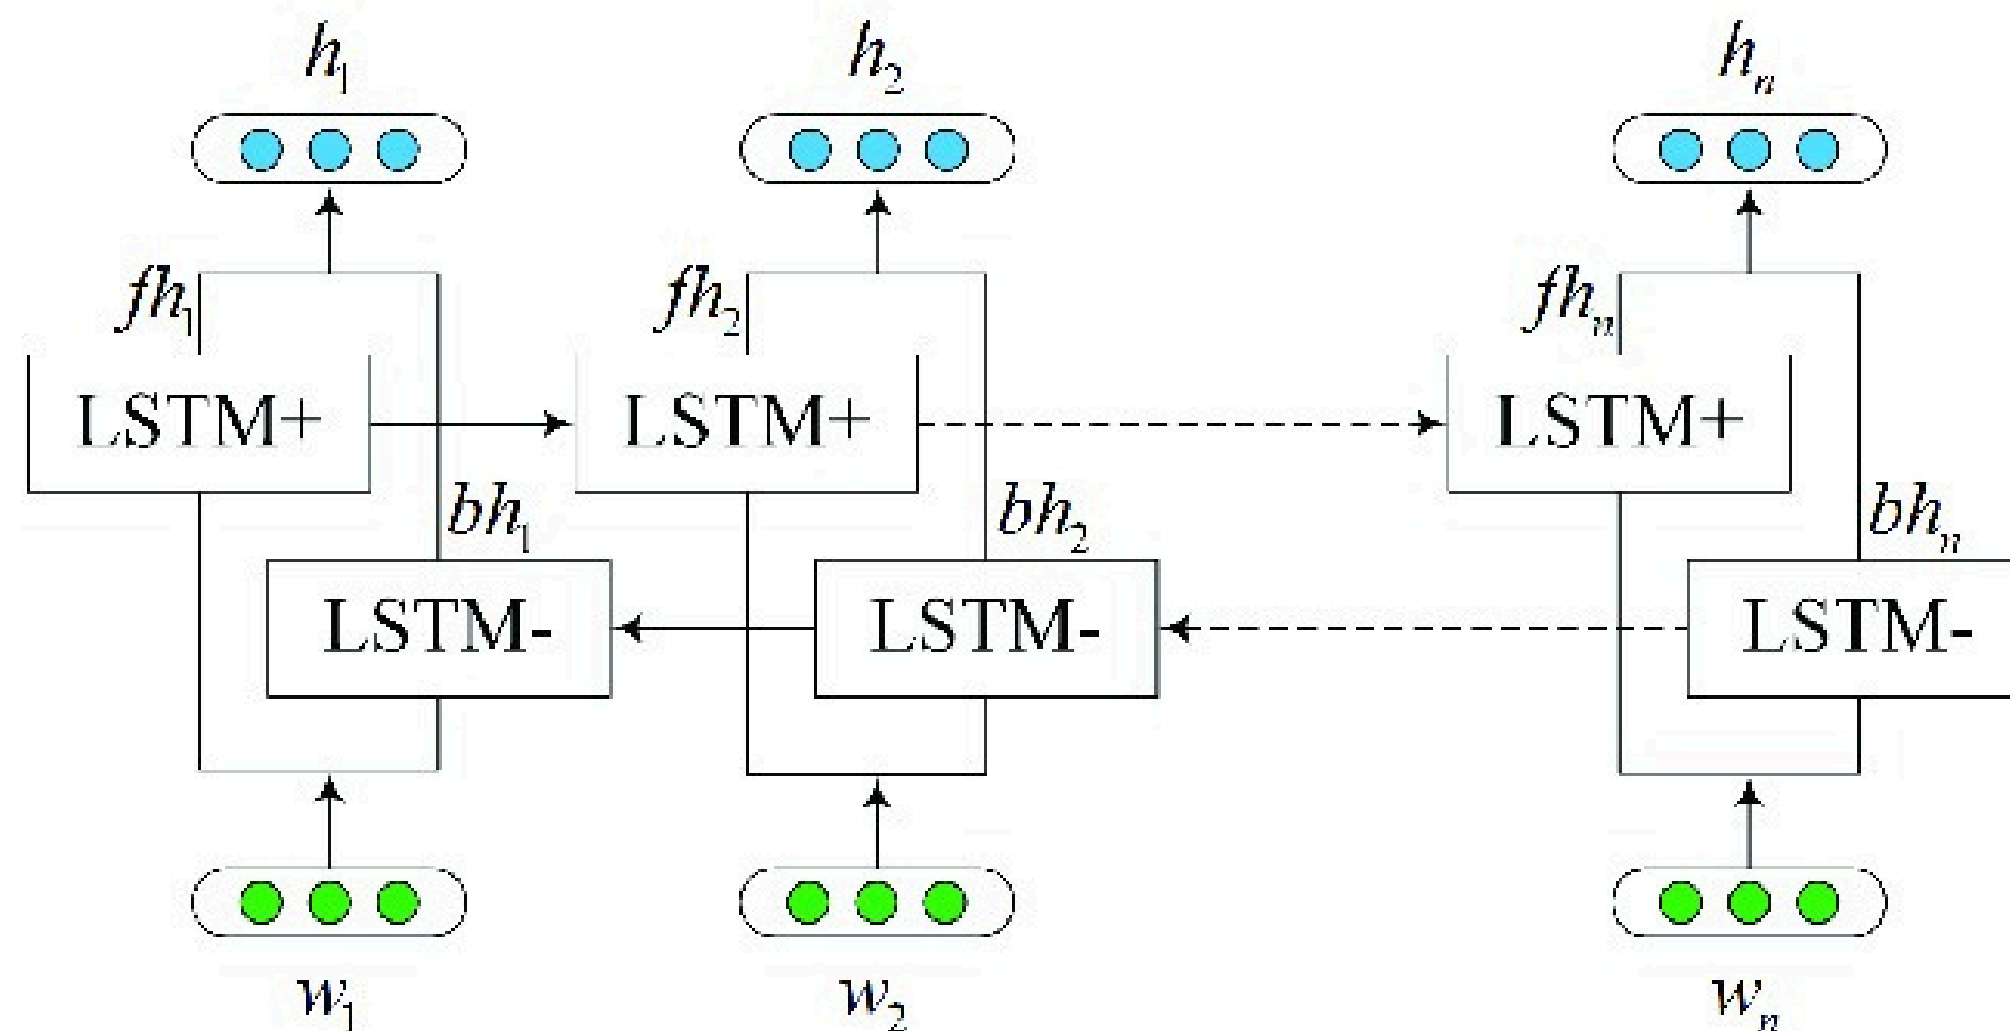 h₁ h₂ hₙ
fh₁ fh₂ fhₙ
LSTM+ LSTM+ LSTM+
bh₁ bh₂ bhₙ
LSTM- LSTM- LSTM-
w₁ w₂ wₙ